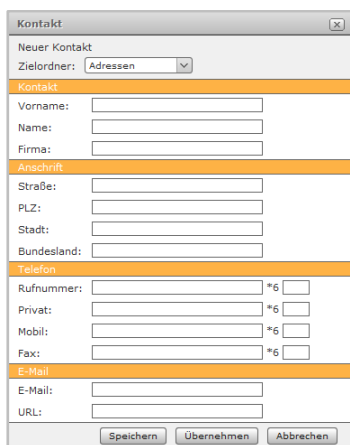 Kontakt
Neuer Kontakt
Zielordner: Adressen
Kontakt
Vorname:
Name:
Firma:
Anschrift
Straße:
PLZ:
Stadt:
Bundesland:
Telefon
Rufnummer: *6
Privat: *6
Mobil: *6
Fax: *6
E-Mail
E-Mail:
URL:
Speichern Übernehmen Abbrechen